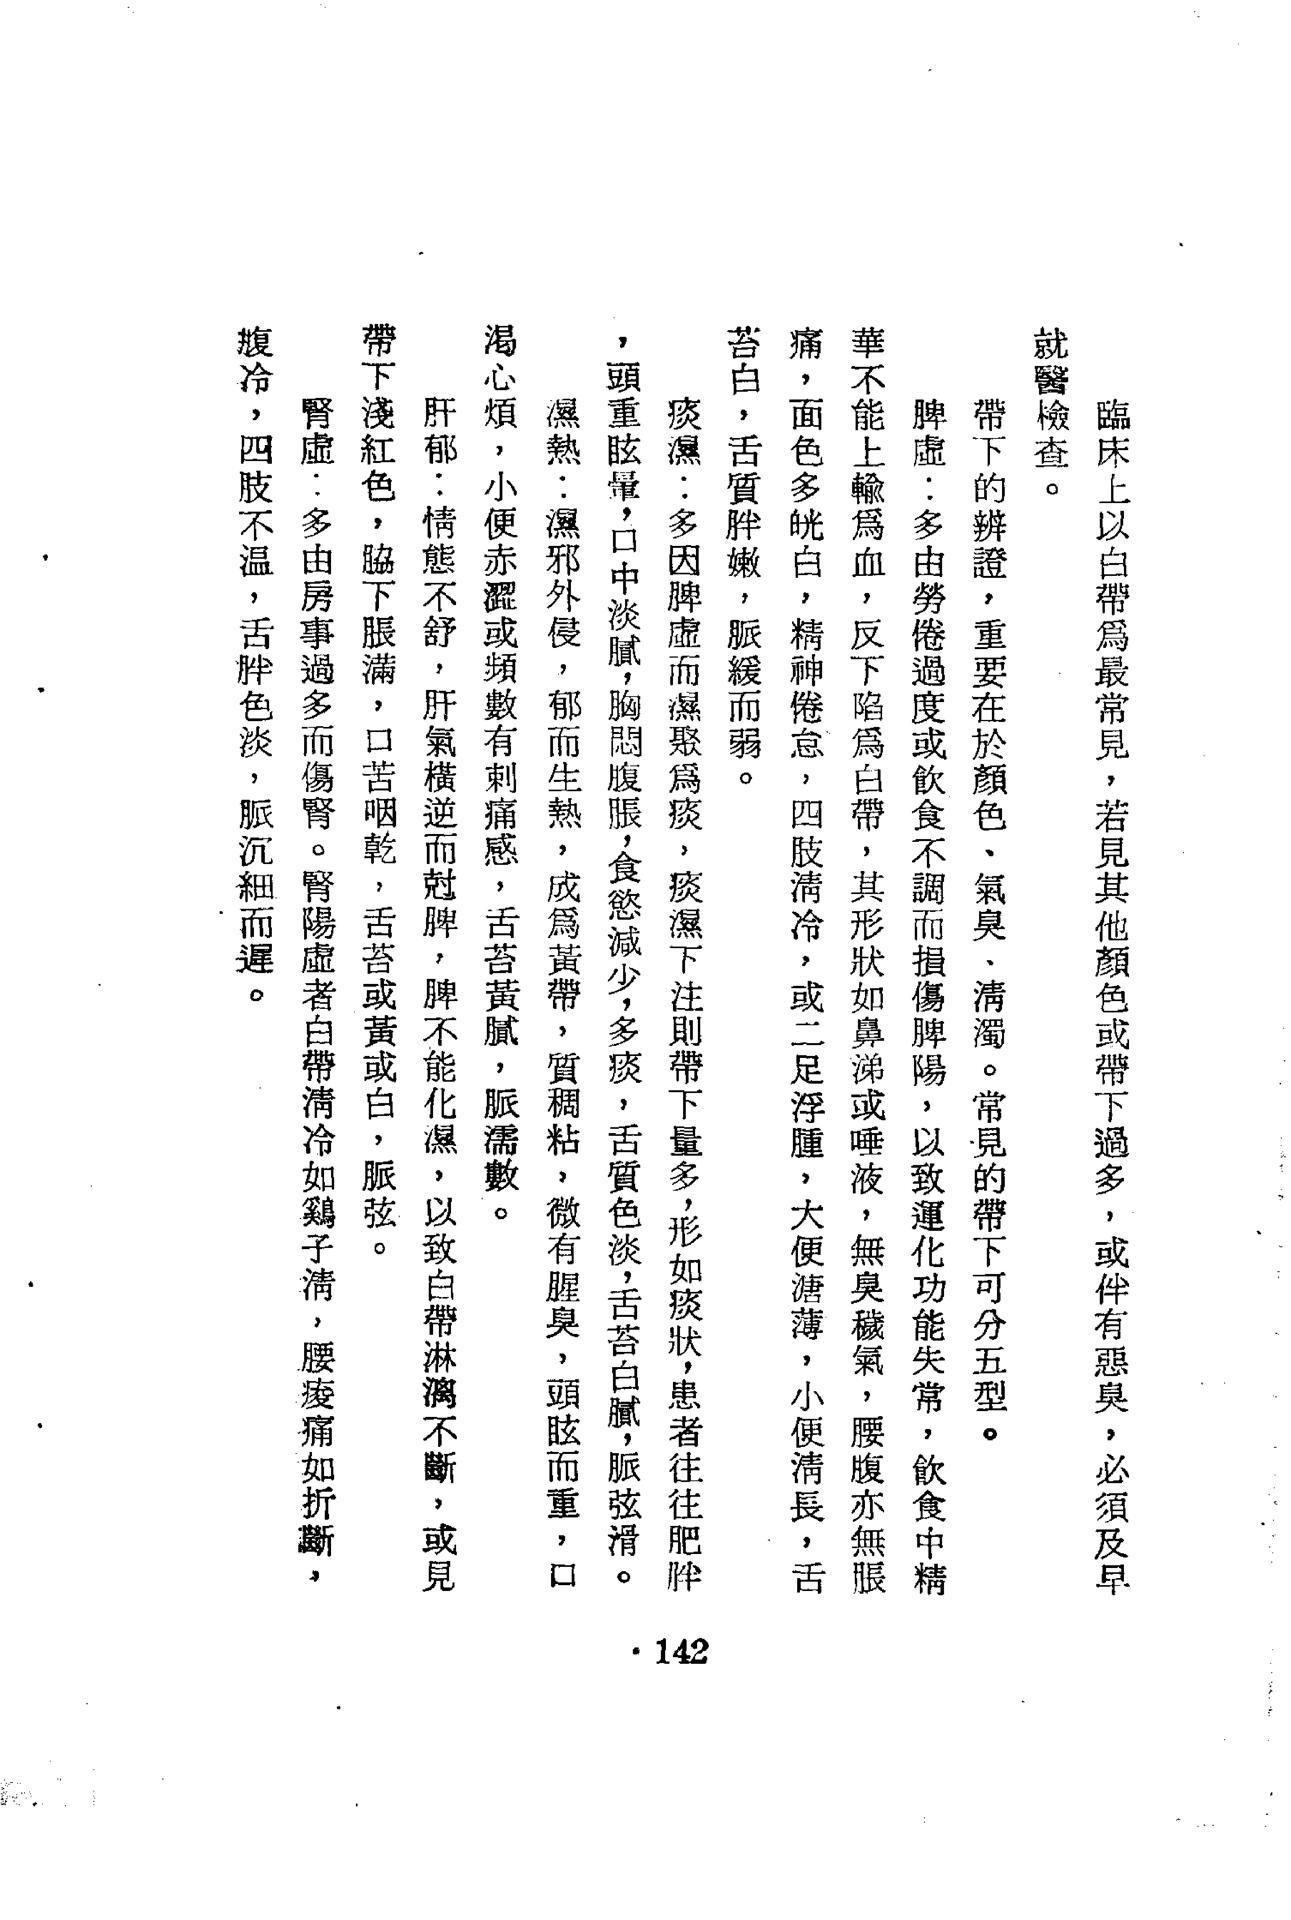 臨床上以白帶爲最常見，若見其他顏色或帶下過多，或伴有惡臭，必須及早
就醫檢查。
帶下的辨證，重要在於顏色、氣臭、清濁。常見的帶下可分五型。
脾虛：多由勞倦過度或飲食不調而損傷脾陽，以致運化功能失常，飲食中精
華不能上輸爲血，反下陷爲白帶，其形狀如鼻涕或唾液，無臭穢氣，腰腹亦無脹
痛，面色多㿠白，精神倦怠，四肢清冷，或二足浮腫，大便溏薄，小便清長，舌
苔白，舌質胖嫩，脈緩而弱。
痰濕：多因脾虛而濕聚爲痰，痰濕下注則帶下量多，形如痰狀，患者往往肥胖
，頭重眩暈，口中淡膩，胸悶腹脹，食慾減少，多痰，舌質色淡，舌苔白膩，脈弦滑。
濕熱：濕邪外侵，郁而生熱，成爲黃帶，質稠粘，微有腥臭，頭眩而重，口
渴心煩，小便赤澀或頻數有刺痛感，舌苔黃膩，脈濡數。
肝郁：情態不舒，肝氣橫逆而尅脾，脾不能化濕，以致白帶淋漓不斷，或見
帶下淺紅色，脇下脹滿，口苦咽乾，舌苔或黃或白，脈弦。
腎虛：多由房事過多而傷腎。腎陽虛者白帶清冷如鷄子清，腰痠痛如折斷，
腹冷，四肢不温，舌胖色淡，脈沉細而遲。
·142